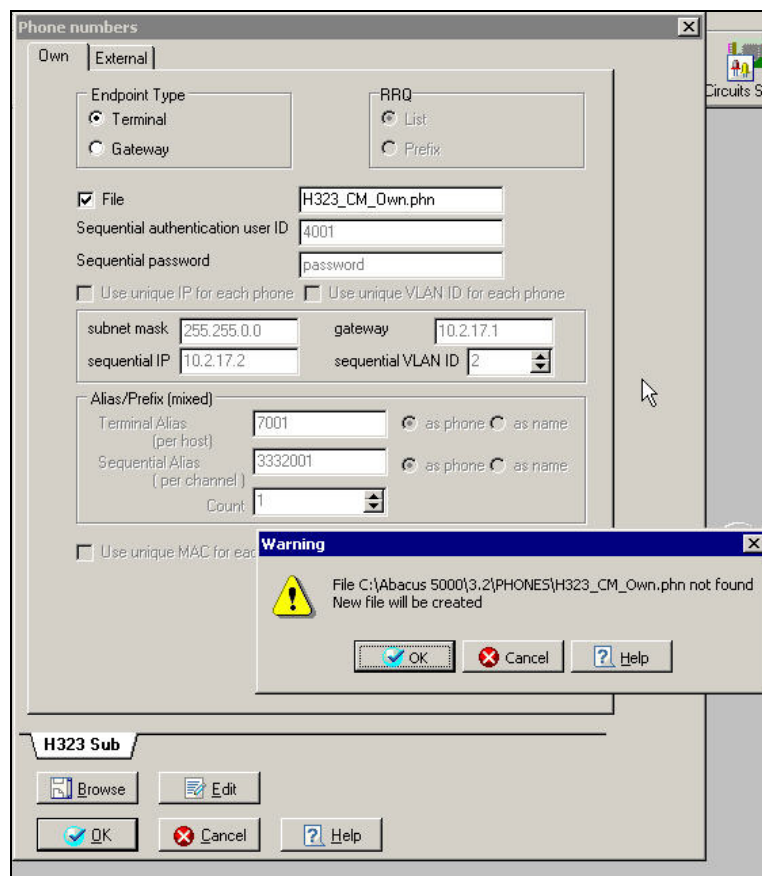 Phone numbers
Own External
Circuits S
Endpoint Type
RRQ
Terminal
List
Gateway
Prefix
File H323_CM_Own.phn
Sequential authentication user ID 4001
Sequential password password
Use unique IP for each phone Use unique VLAN ID for each phone
subnet mask 255.255.0.0 gateway 10.2.17.1
sequential IP 10.2.17.2 sequential VLAN ID 2
Alias/Prefix (mixed)
Terminal Alias 7001 as phone as name
(per host)
Sequential Alias 3332001 as phone as name
( per channel )
Count 1
Use unique MAC for eac
Warning
File C:\Abacus 5000\3.2\PHONES\H323_CM_Own.phn not found
New file will be created
OK Cancel Help
H323 Sub
Browse Edit
OK Cancel Help